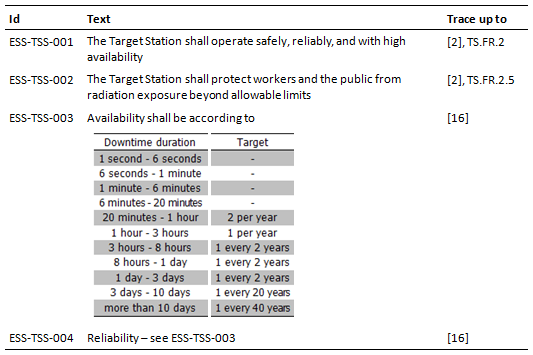 Id Text Trace up to
ESS-TSS-001 The Target Station shall operate safely, reliably, and with high [2], TS.FR.2
availability
ESS-TSS-002 The Target Station shall protect workers and the public from [2], TS.FR.2.5
radiation exposure beyond allowable limits
ESS-TSS-003 Availability shall be according to [16]
Downtime duration Target
1 second - 6 seconds -
6 seconds - 1 minute -
1 minute - 6 minutes -
6 minutes - 20 minutes -
20 minutes - 1 hour 2 per year
1 hour - 3 hours 1 per year
3 hours - 8 hours 1 every 2 years
8 hours - 1 day 1 every 2 years
1 day - 3 days 1 every 2 years
3 days - 10 days 1 every 20 years
more than 10 days 1 every 40 years
ESS-TSS-004 Reliability – see ESS-TSS-003 [16]